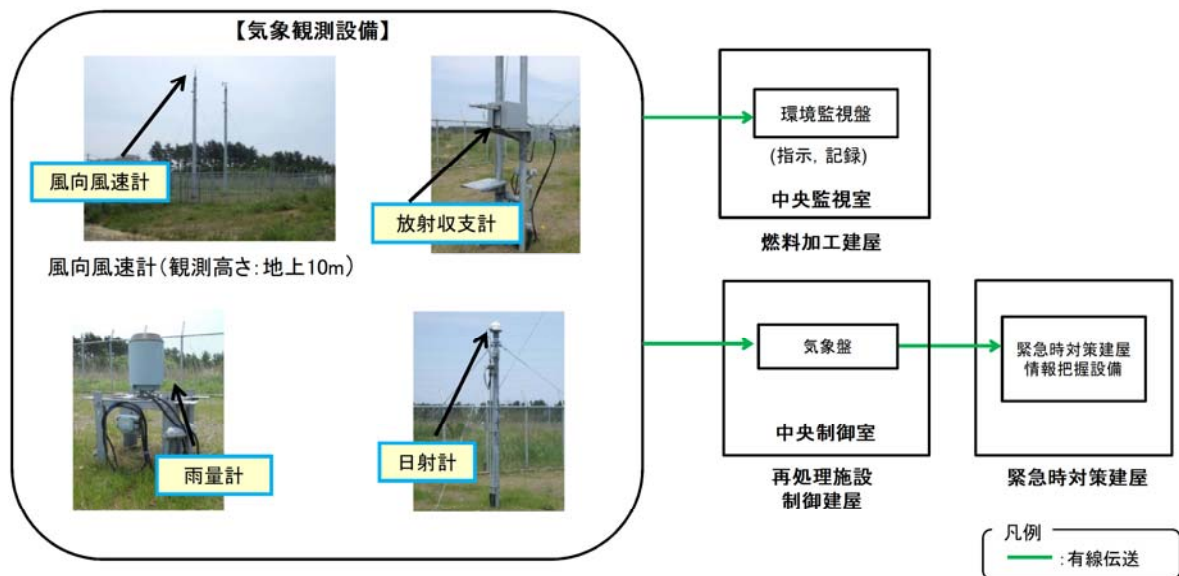 【気象観測設備】
風向風速計
風向風速計(観測高さ:地上10m)
放射収支計
雨量計
日射計
環境監視盤
(指示, 記録)
中央監視室
燃料加工建屋
気象盤
中央制御室
再処理施設
制御建屋
緊急時対策建屋
情報把握設備
緊急時対策建屋
凡例
:有線伝送